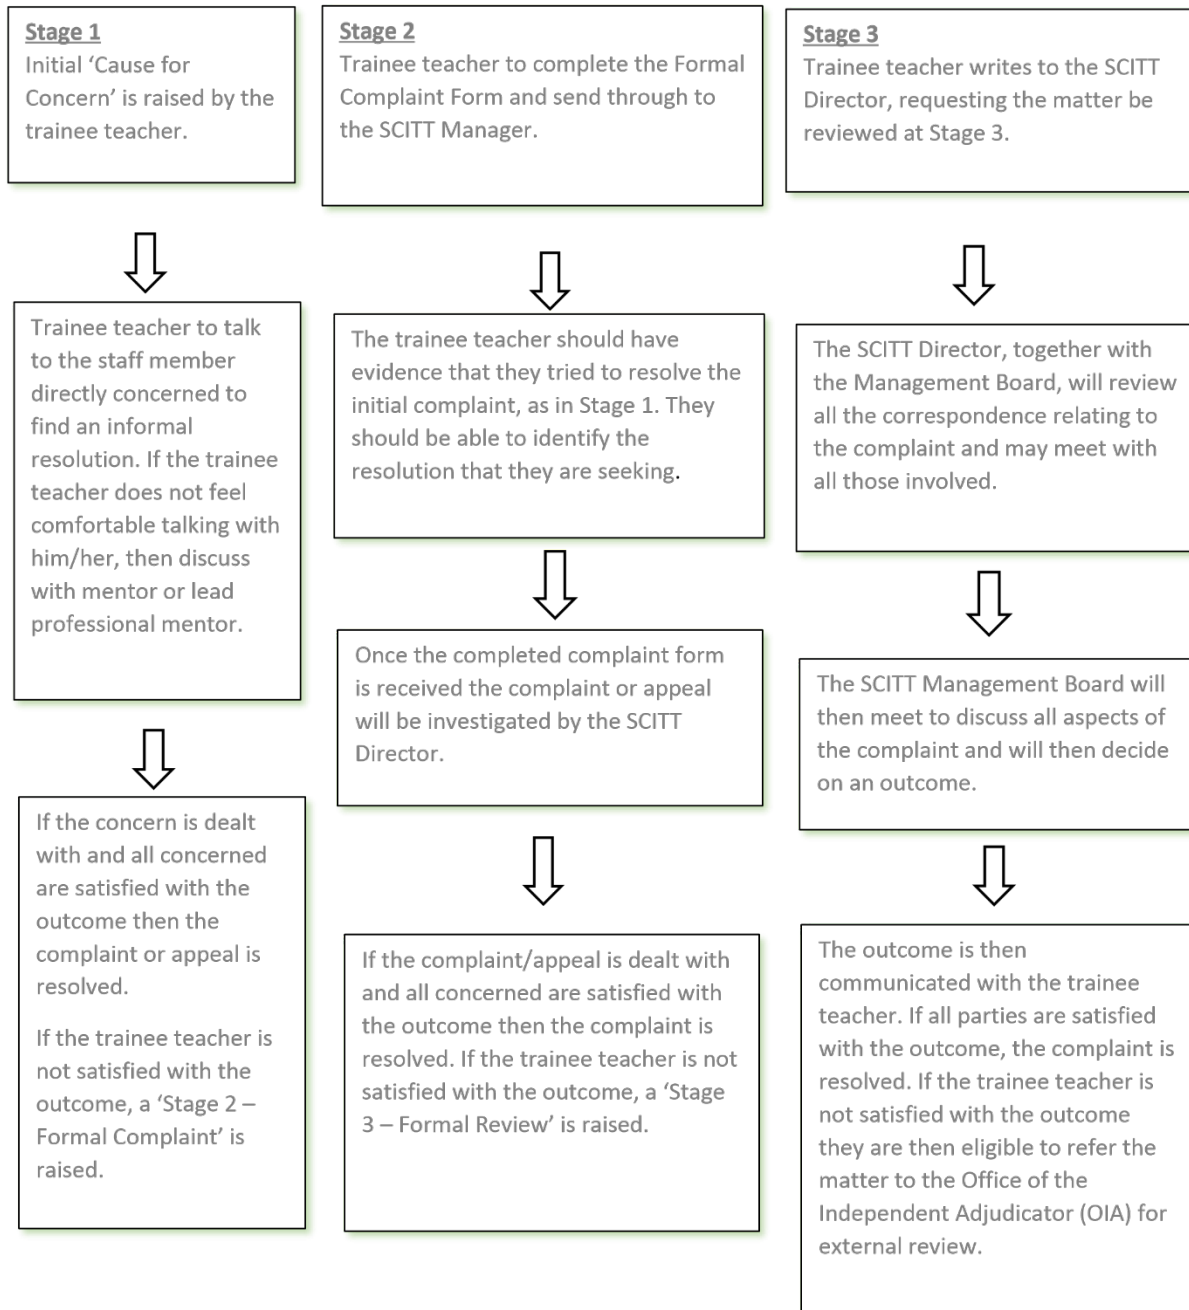 Stage 1
Initial ‘Cause for
Concern’ is raised by the
trainee teacher.
Trainee teacher to talk
to the staff member
directly concerned to
find an informal
resolution. If the trainee
teacher does not feel
comfortable talking with
him/her, then discuss
with mentor or lead
professional mentor.
If the concern is dealt
with and all concerned
are satisfied with the
outcome then the
complaint or appeal is
resolved.
If the trainee teacher is
not satisfied with the
outcome, a ‘Stage 2 –
Formal Complaint’ is
raised.
Stage 2
Trainee teacher to complete the Formal
Complaint Form and send through to
the SCITT Manager.
The trainee teacher should have
evidence that they tried to resolve the
initial complaint, as in Stage 1. They
should be able to identify the
resolution that they are seeking.
Once the completed complaint form
is received the complaint or appeal
will be investigated by the SCITT
Director.
If the complaint/appeal is dealt with
and all concerned are satisfied with
the outcome then the complaint is
resolved. If the trainee teacher is not
satisfied with the outcome, a ‘Stage
3 – Formal Review’ is raised.
Stage 3
Trainee teacher writes to the SCITT
Director, requesting the matter be
reviewed at Stage 3.
The SCITT Director, together with
the Management Board, will review
all the correspondence relating to
the complaint and may meet with
all those involved.
The SCITT Management Board will
then meet to discuss all aspects of
the complaint and will then decide
on an outcome.
The outcome is then
communicated with the trainee
teacher. If all parties are satisfied
with the outcome, the complaint is
resolved. If the trainee teacher is
not satisfied with the outcome
they are then eligible to refer the
matter to the Office of the
Independent Adjudicator (OIA) for
external review.